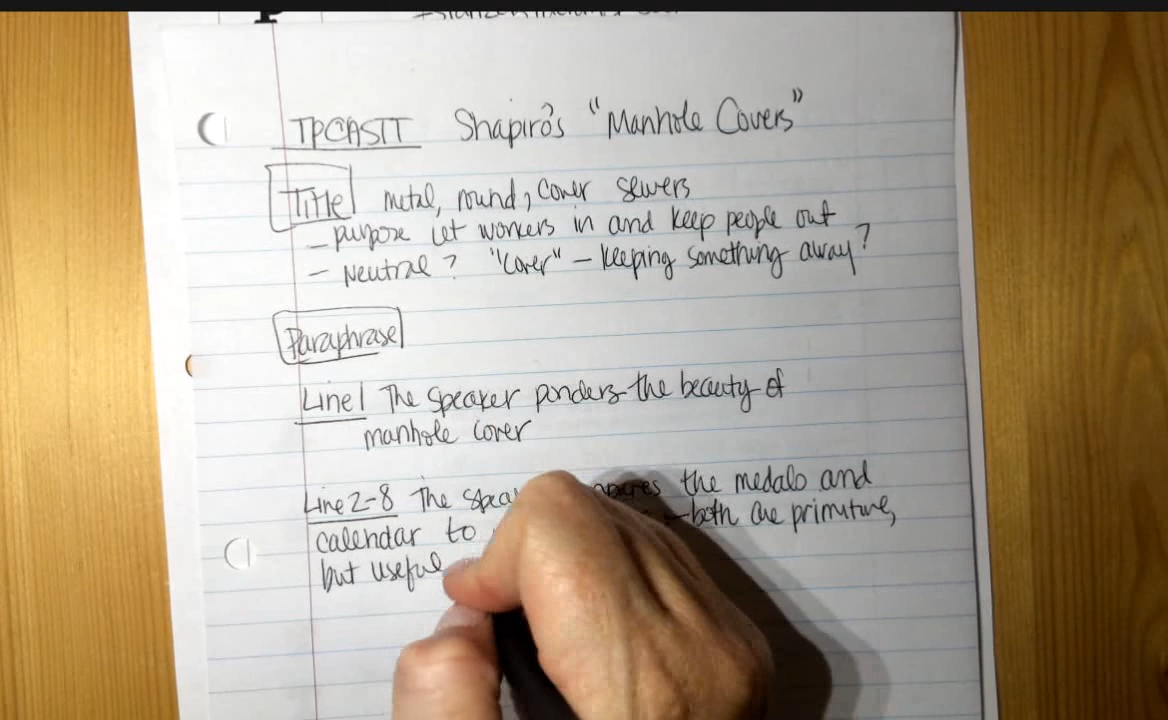 TPCASTT Shapiro's "Manhole Covers"
Title metal, round, cover sewers
- purpose let workers in and keep people out
- Neutral? "Cover" - keeping something away?
Paraphrase
Line 1 The speaker ponders the beauty of
manhole cover
Line 2-8 The the medals and
calendar to - both are primitive,
but useful